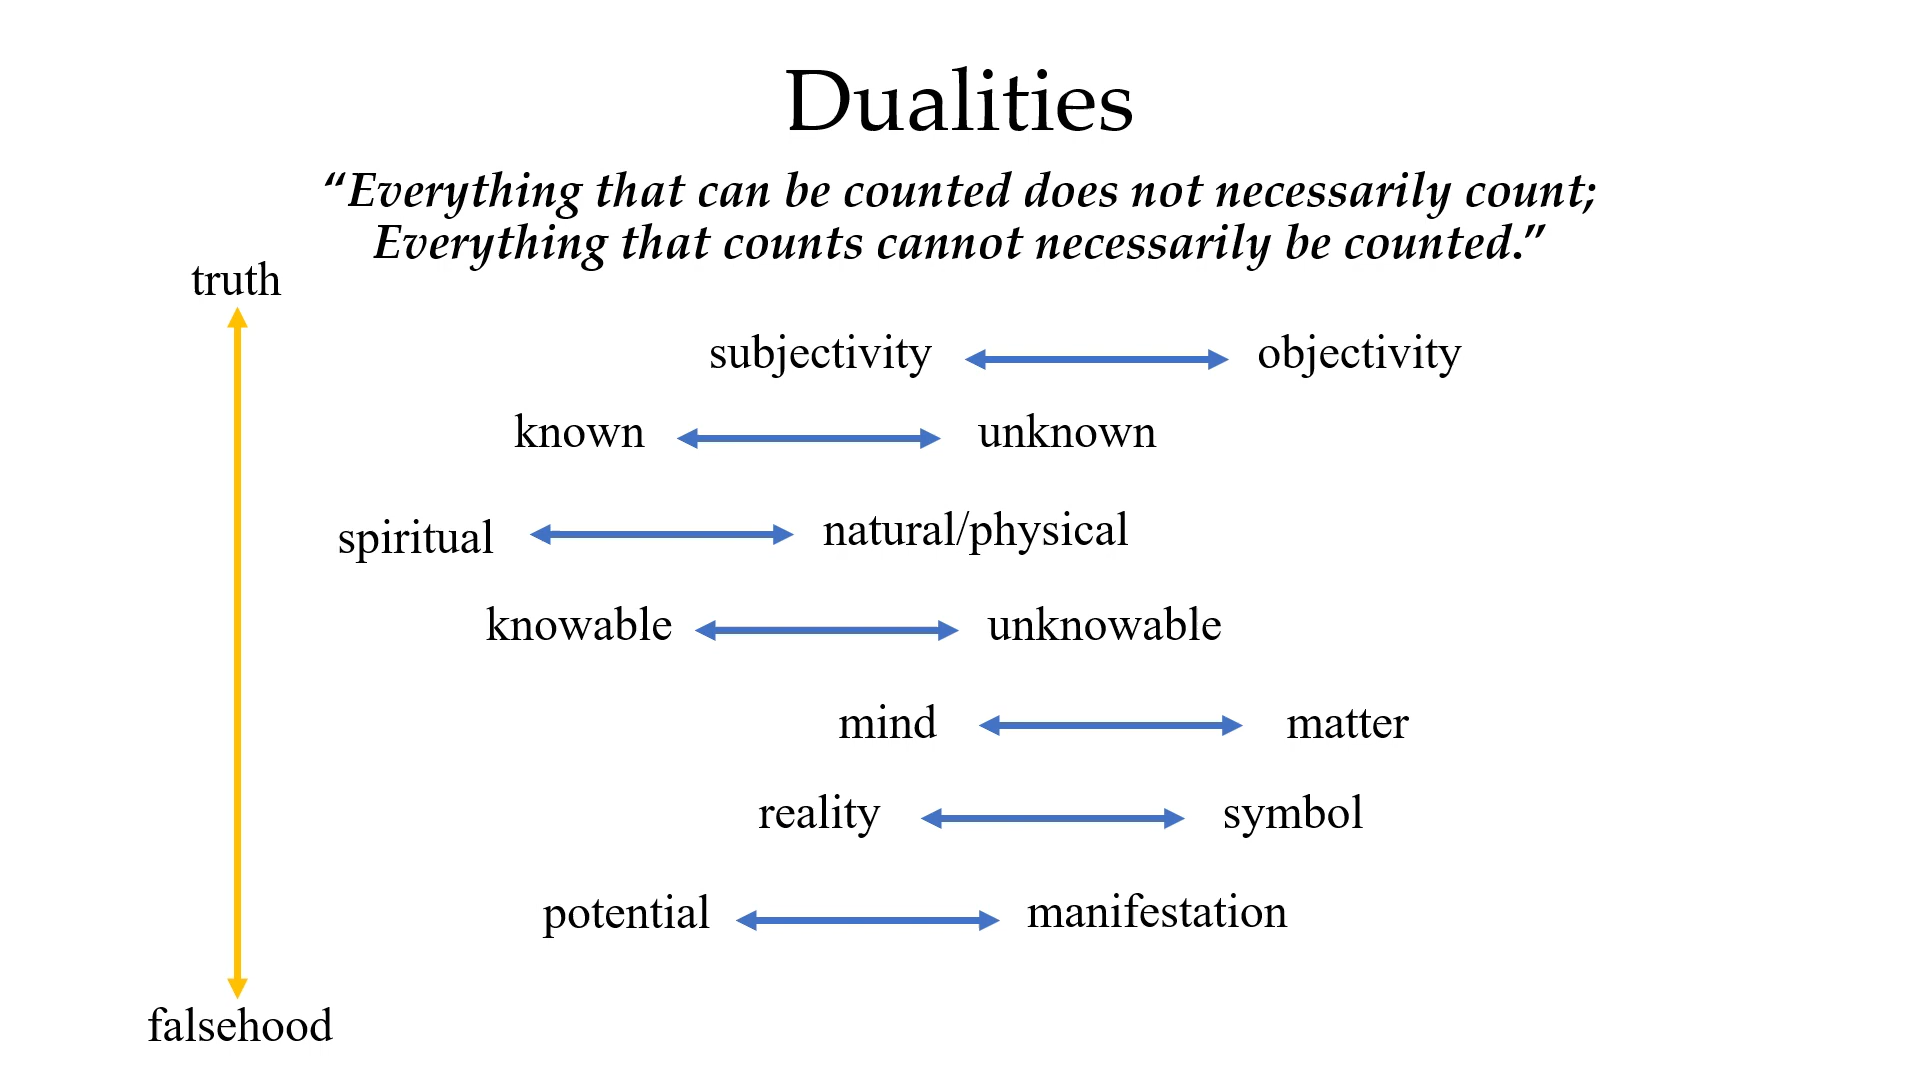 Dualities
“Everything that can be counted does not necessarily count;
Everything that counts cannot necessarily be counted.”
truth
subjectivity objectivity
known unknown
spiritual natural/physical
knowable unknowable
mind matter
reality symbol
potential manifestation
falsehood